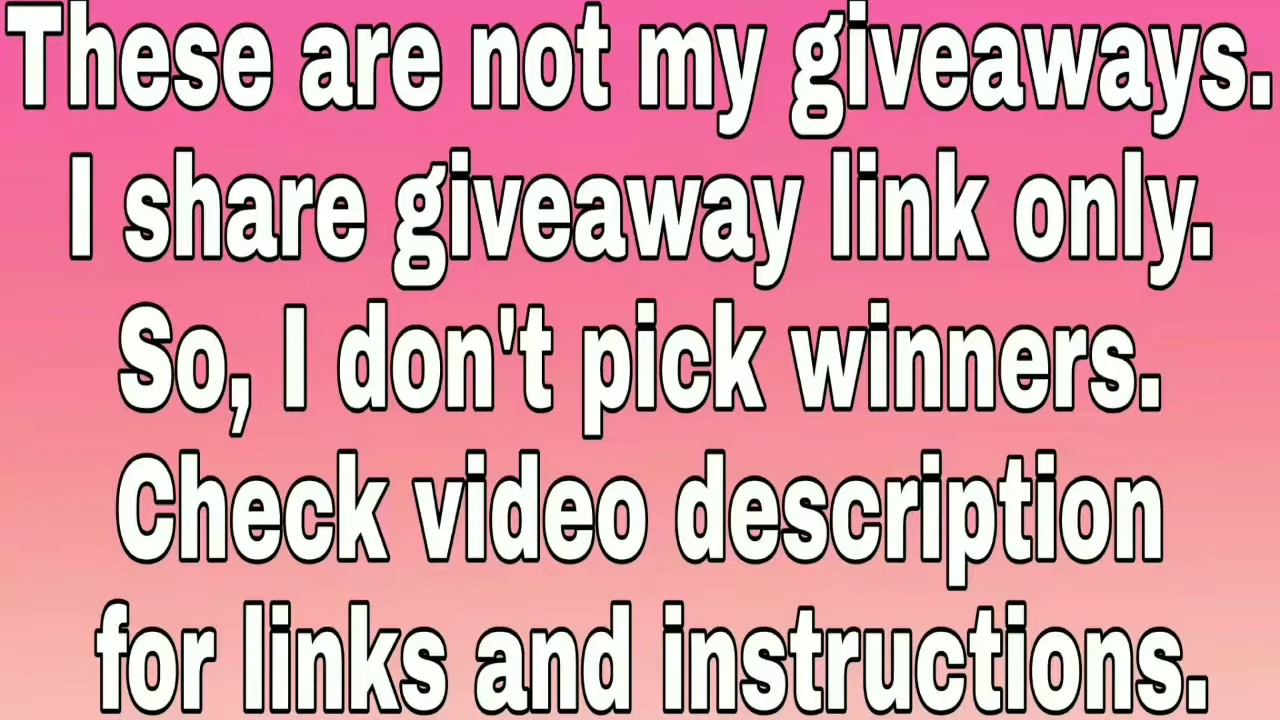 These are not my giveaways.
I share giveaway link only.
So, I don't pick winners.
Check video description
for links and instructions.